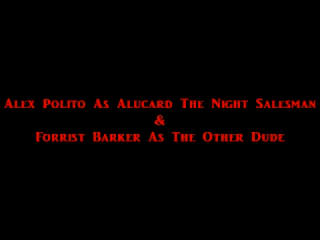 Alex Polito As Alucard The Night Salesman
&
Forrist Barker As The Other Dude